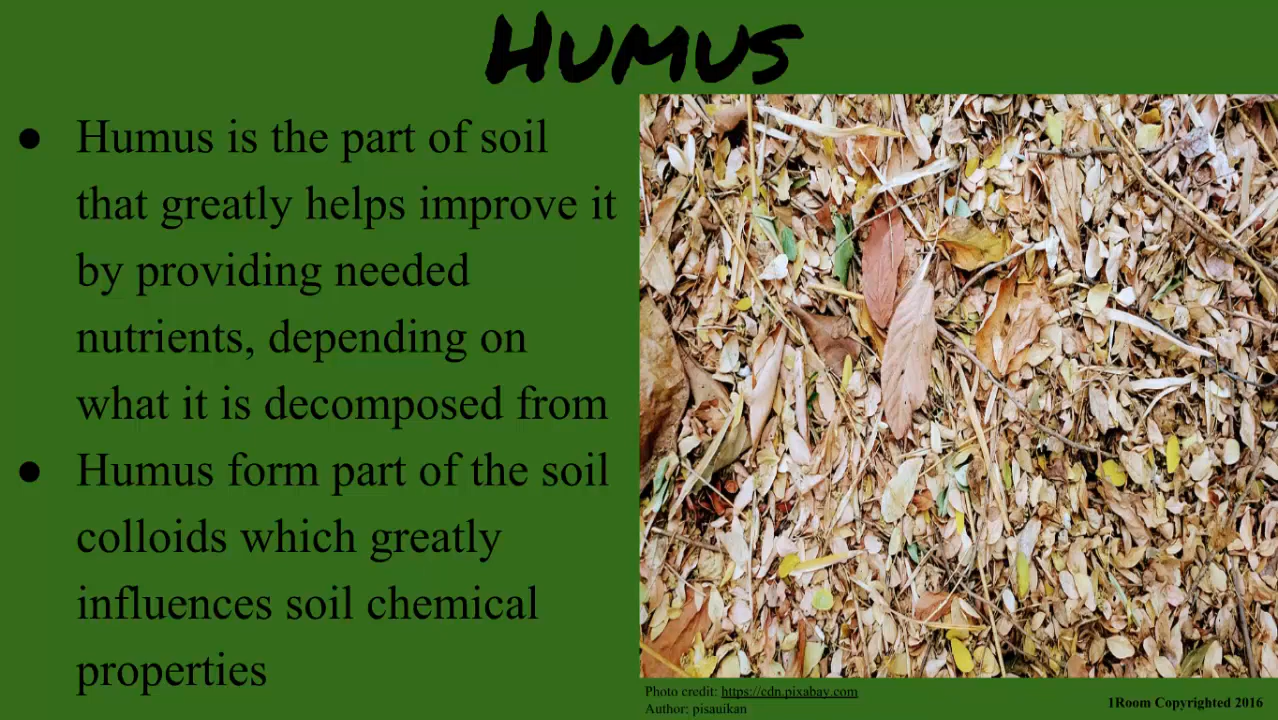 Humus
● Humus is the part of soil
that greatly helps improve it
by providing needed
nutrients, depending on
what it is decomposed from
● Humus form part of the soil
colloids which greatly
influences soil chemical
properties
Photo credit: https://cdn.pixabay.com
Author: pisauikan
1Room Copyrighted 2016